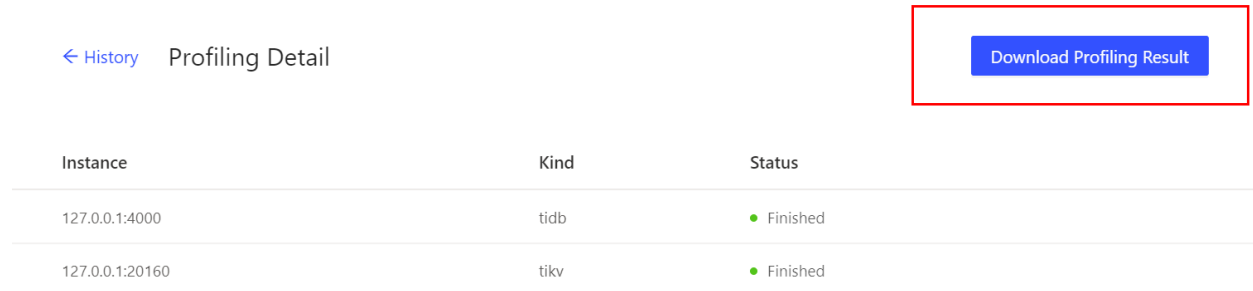 ← History Profiling Detail Download Profiling Result
Instance Kind Status
127.0.0.1:4000 tidb Finished
127.0.0.1:20160 tikv Finished